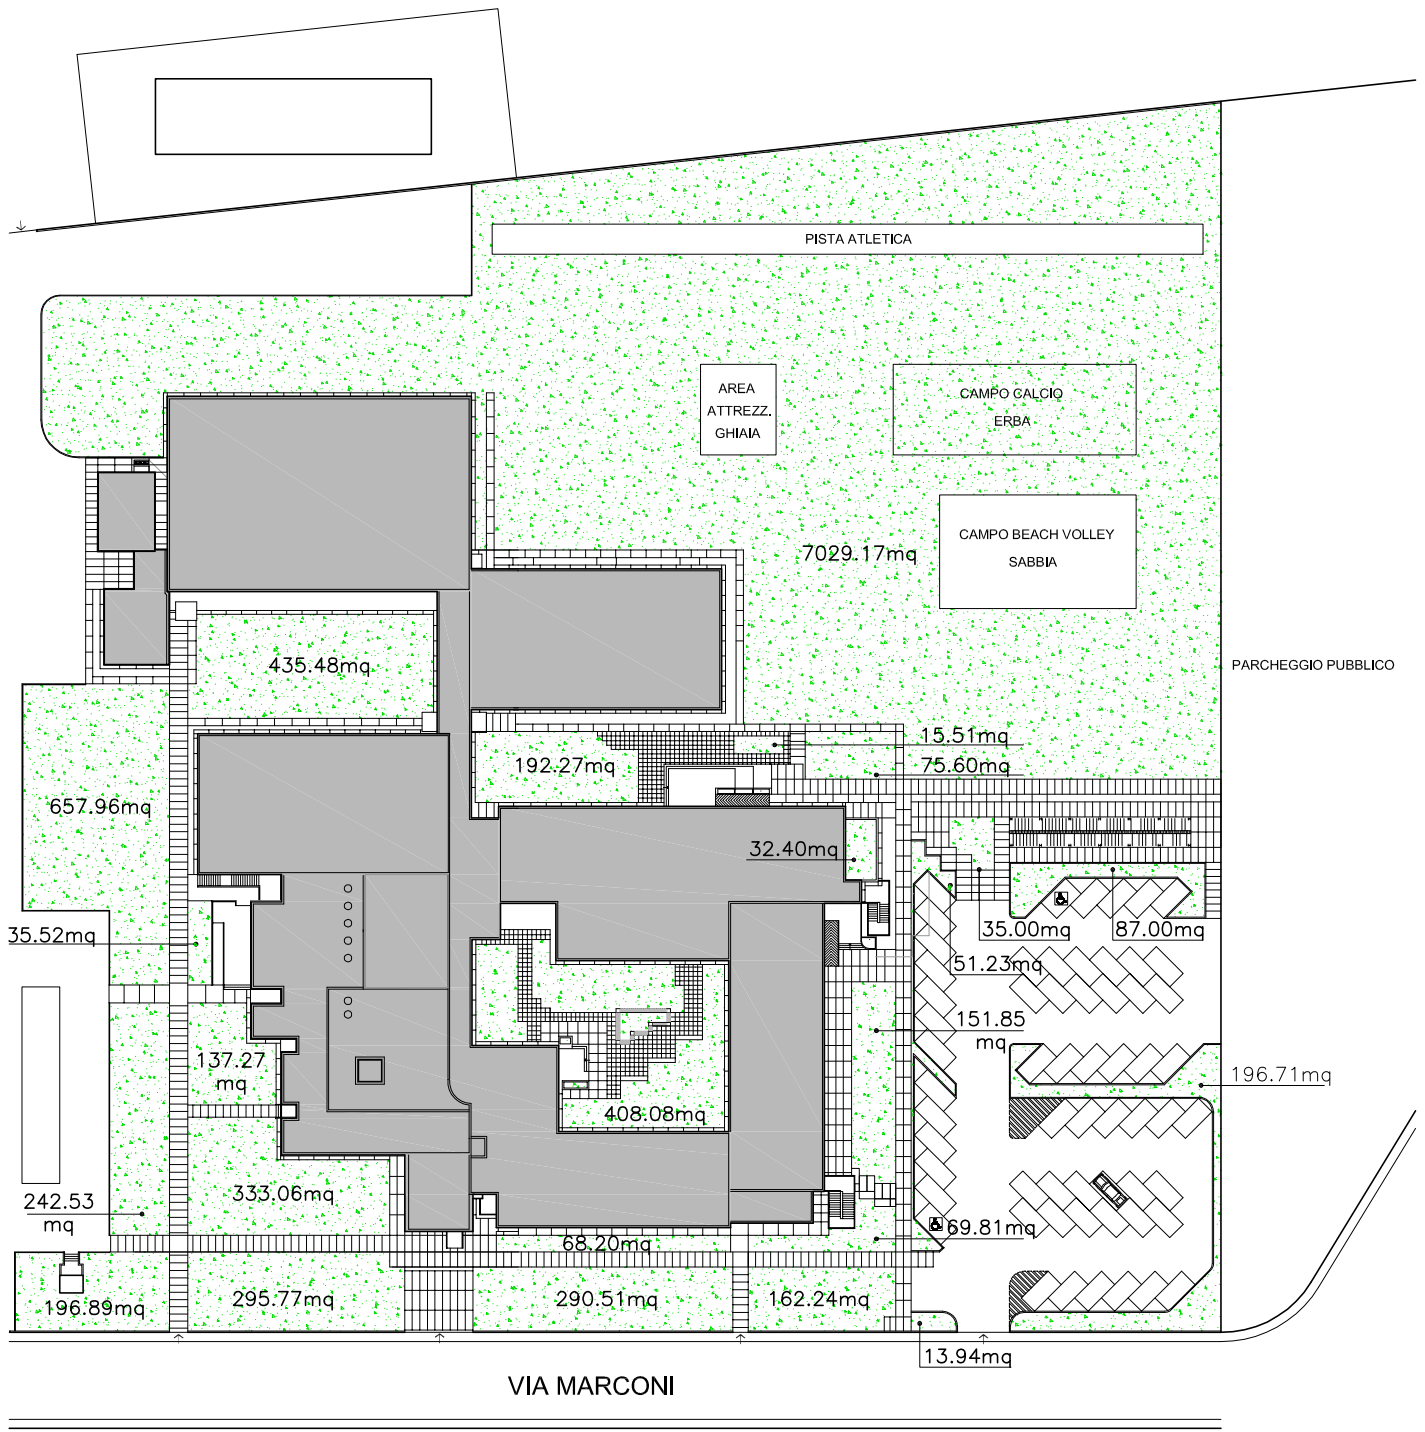 PISTA ATLETICA
AREA
ATTREZZ.
GHIAIA
CAMPO CALCIO
ERBA
CAMPO BEACH VOLLEY
SABBIA
7029.17mq
PARCHEGGIO PUBBLICO
435.48mq
15.51mq
192.27mq
75.60mq
657.96mq
32.40mq
35.52mq
35.00mq
87.00mq
51.23mq
151.85
mq
137.27
mq
196.71mq
408.08mq
333.06mq
242.53
mq
69.81mq
68.20mq
196.89mq
295.77mq
290.51mq
162.24mq
13.94mq
VIA MARCONI